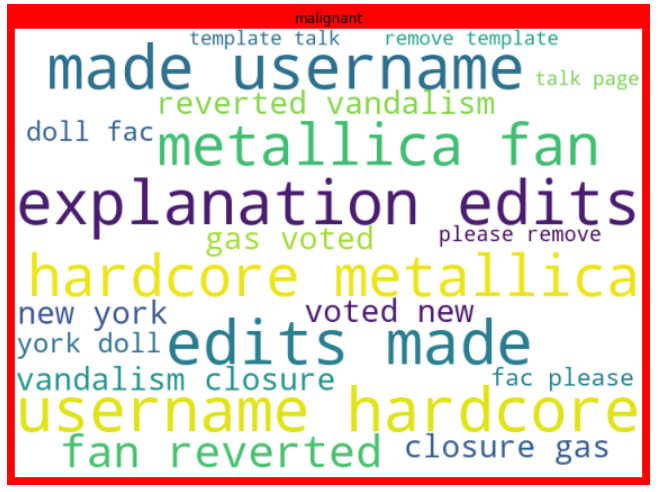 malignant
template talk remove template
made username talk page
reverted vandalism
doll fac metallica fan
explanation edits
gas voted please remove
hardcore metallica
new york voted new
york doll edits made
vandalism closure fac please
username hardcore
fan reverted closure gas